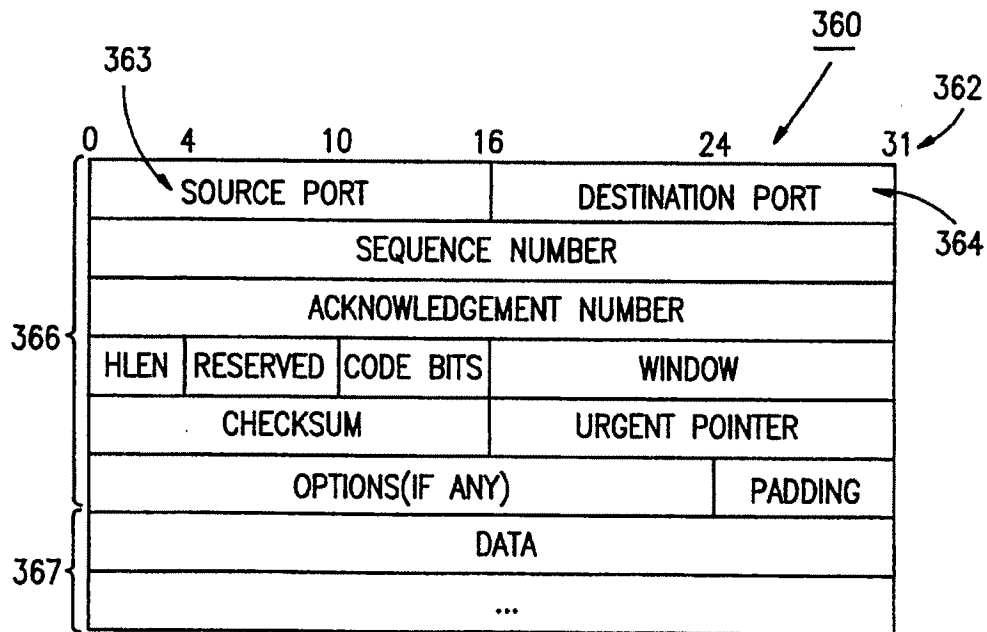 360
363
362
0 4 10 16 24 31
SOURCE PORT DESTINATION PORT
364
SEQUENCE NUMBER
ACKNOWLEDGEMENT NUMBER
366
HLEN RESERVED CODE BITS WINDOW
CHECKSUM URGENT POINTER
OPTIONS(IF ANY) PADDING
DATA
367
...